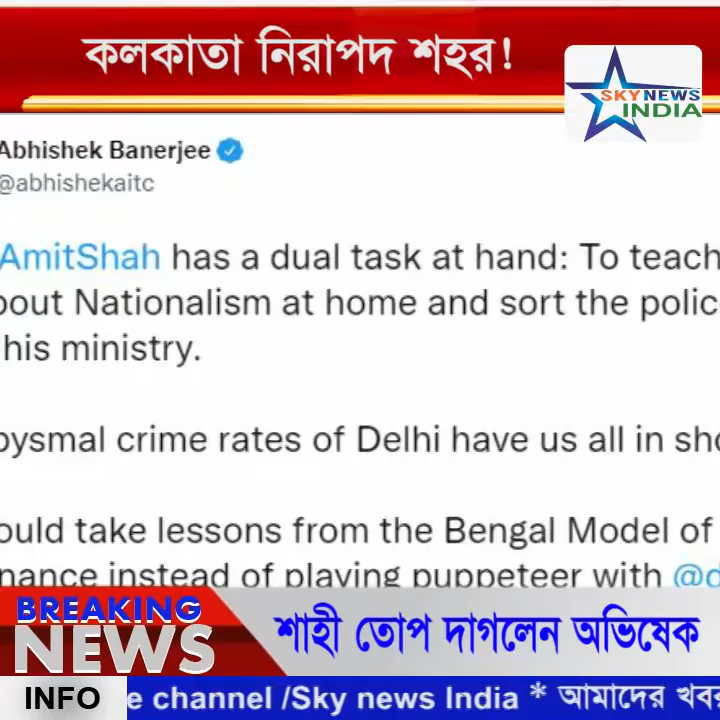 কলকাতা নিরাপদ শহর!
SKY NEWS
INDIA
Abhishek Banerjee
@abhishekaitc
AmitShah has a dual task at hand: To teach
bout Nationalism at home and sort the polic
his ministry.
bysmal crime rates of Delhi have us all in sho
ould take lessons from the Bengal Model of
nance instead of playing puppeteer with @d
BREAKING
NEWS
শাহী তোপ দাগলেন অভিষেক
INFO
e channel /Sky news India * আমাদের খবর